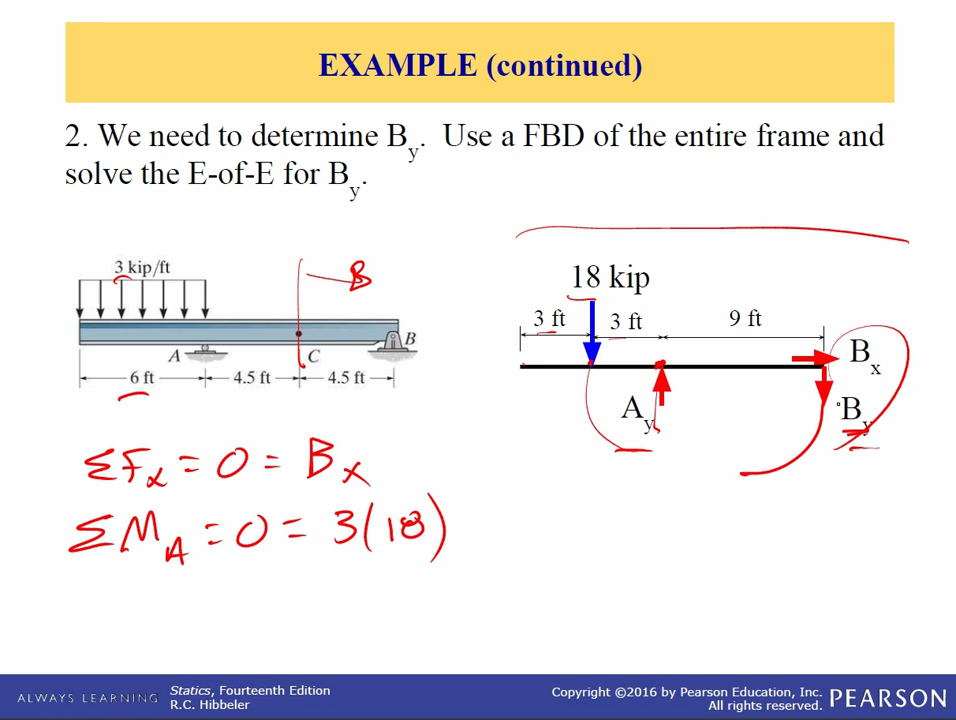 EXAMPLE (continued)
2. We need to determine By. Use a FBD of the entire frame and
solve the E-of-E for By.
3 kip/ft
B
A
C
B
6 ft
4.5 ft
4.5 ft
18 kip
3 ft
3 ft
9 ft
Bx
Ay
By
ΣFx = 0 = Bx
ΣMA = 0 = 3(18)
ALWAYS LEARNING
Statics, Fourteenth Edition
R.C. Hibbeler
Copyright ©2016 by Pearson Education, Inc.
All rights reserved.
PEARSON